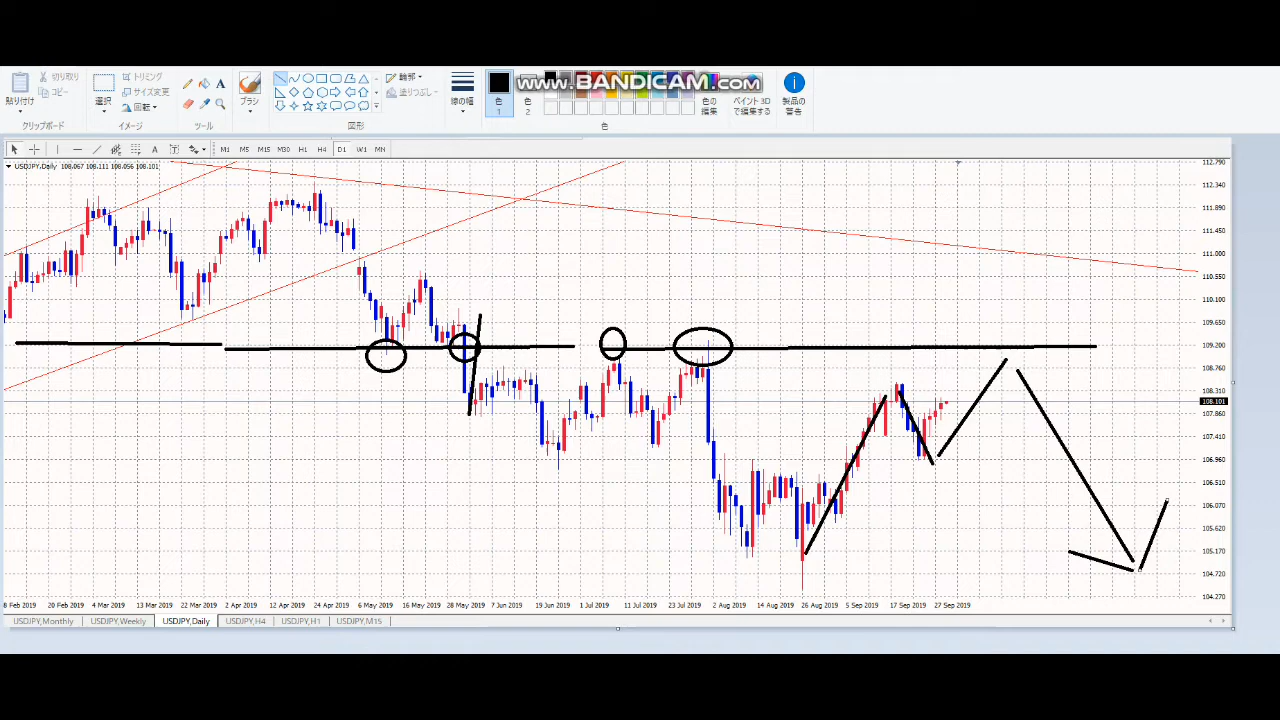 www.BANDICAM.com
貼り付け 切り取り コピー
クリップボード
選択 トリミング サイズ変更 回転
イメージ
ツール
ブラシ
輪郭 塗りつぶし
図形
線の幅
色 1
色 2
色の編集
色
ペイント 3D で編集する
製品の警告
A T M1 M5 M15 M30 H1 H4 D1 W1 MN
USDJPY,Daily 108.067 108.111 108.056 108.101
112.790
112.340
111.890
111.450
111.000
110.550
110.100
109.650
109.200
108.760
108.310
108.101
107.860
107.410
106.960
106.510
106.070
105.620
105.170
104.720
104.270
8 Feb 2019 20 Feb 2019 4 Mar 2019 13 Mar 2019 22 Mar 2019 2 Apr 2019 12 Apr 2019 24 Apr 2019 6 May 2019 16 May 2019 28 May 2019 7 Jun 2019 19 Jun 2019 1 Jul 2019 11 Jul 2019 23 Jul 2019 2 Aug 2019 14 Aug 2019 26 Aug 2019 5 Sep 2019 17 Sep 2019 27 Sep 2019
USDJPY,Monthly USDJPY,Weekly USDJPY,Daily USDJPY,H4 USDJPY,H1 USDJPY,M15